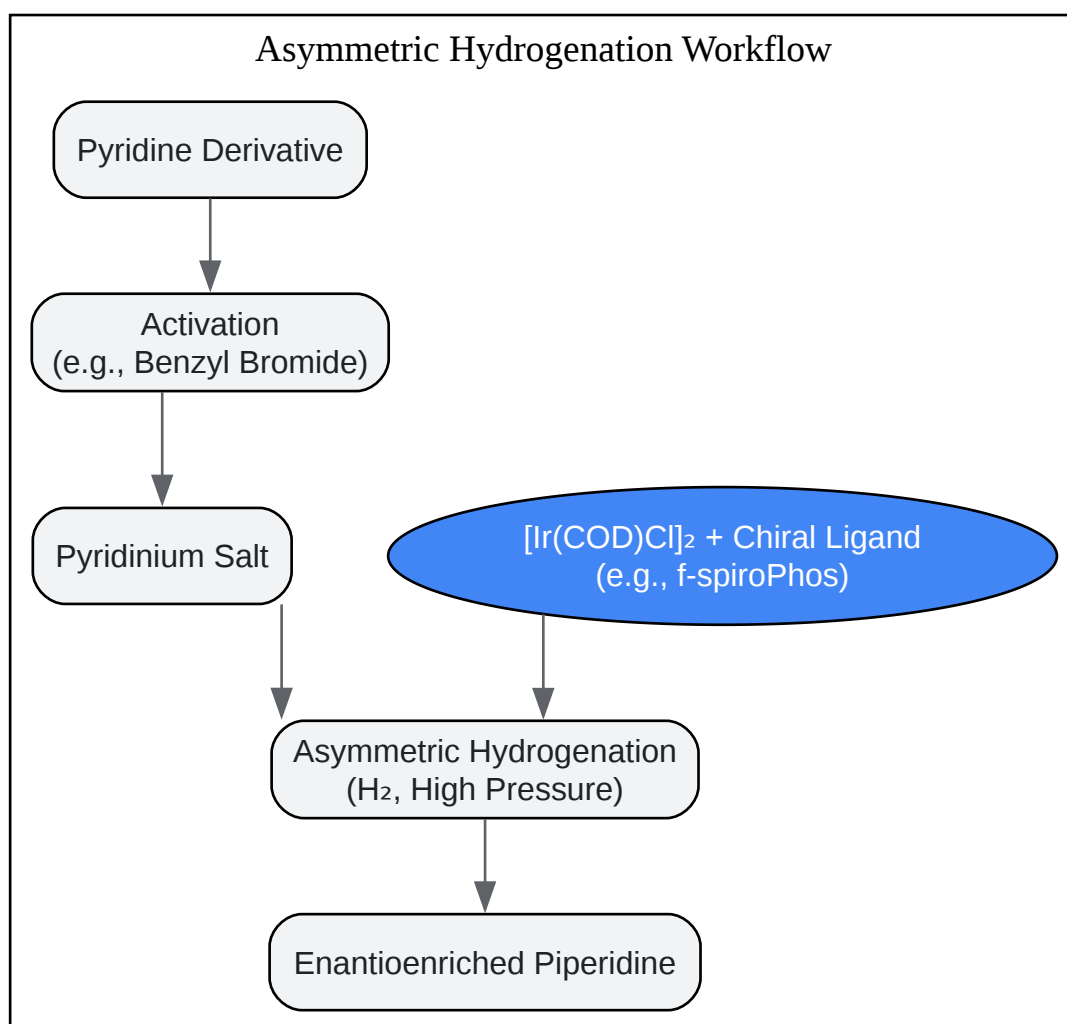 Asymmetric Hydrogenation Workflow
Pyridine Derivative
Activation
(e.g., Benzyl Bromide)
Pyridinium Salt
[Ir(COD)Cl]₂ + Chiral Ligand
(e.g., f-spiroPhos)
Asymmetric Hydrogenation
(H₂, High Pressure)
Enantioenriched Piperidine